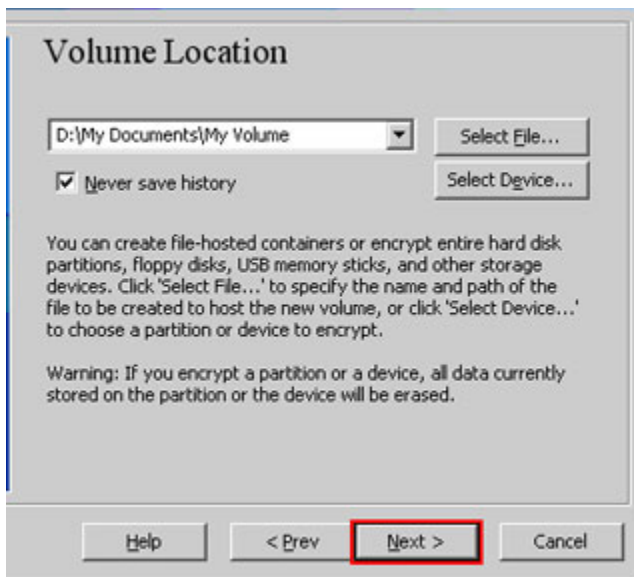 Volume Location
D:\My Documents\My Volume
Select File...
Never save history
Select Device...
You can create file-hosted containers or encrypt entire hard disk
partitions, floppy disks, USB memory sticks, and other storage
devices. Click 'Select File...' to specify the name and path of the
file to be created to host the new volume, or click 'Select Device...'
to choose a partition or device to encrypt.
Warning: If you encrypt a partition or a device, all data currently
stored on the partition or the device will be erased.
Help < Prev Next > Cancel